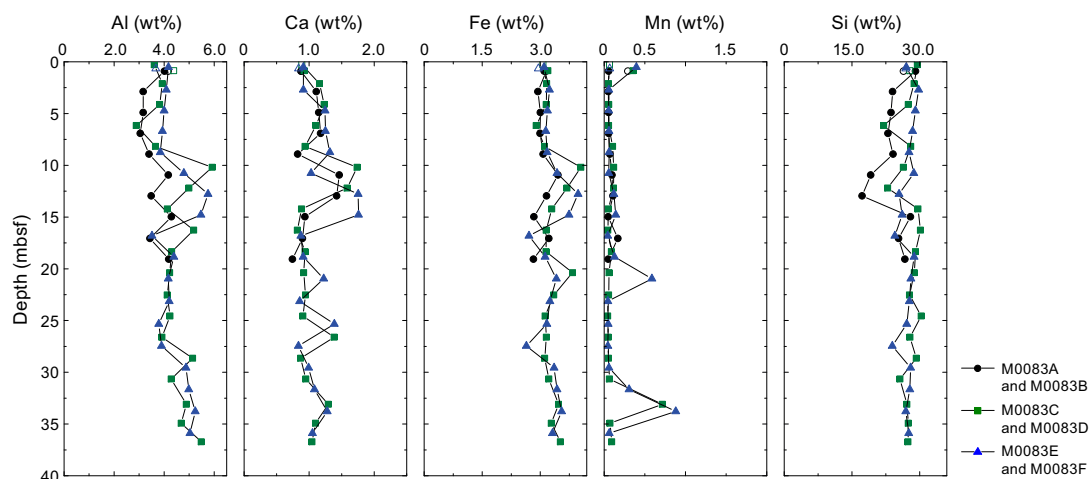 Al (wt%) Ca (wt%) Fe (wt%) Mn (wt%) Si (wt%)
0 2.0 4.0 6.0 0 1.0 2.0 0 1.5 3.0 0 0.5 1.0 1.5 0 15.0 30.0
0
5
10
15
20
25
30
35
40
Depth (mbsf)
M0083A
and M0083B
M0083C
and M0083D
M0083E
and M0083F